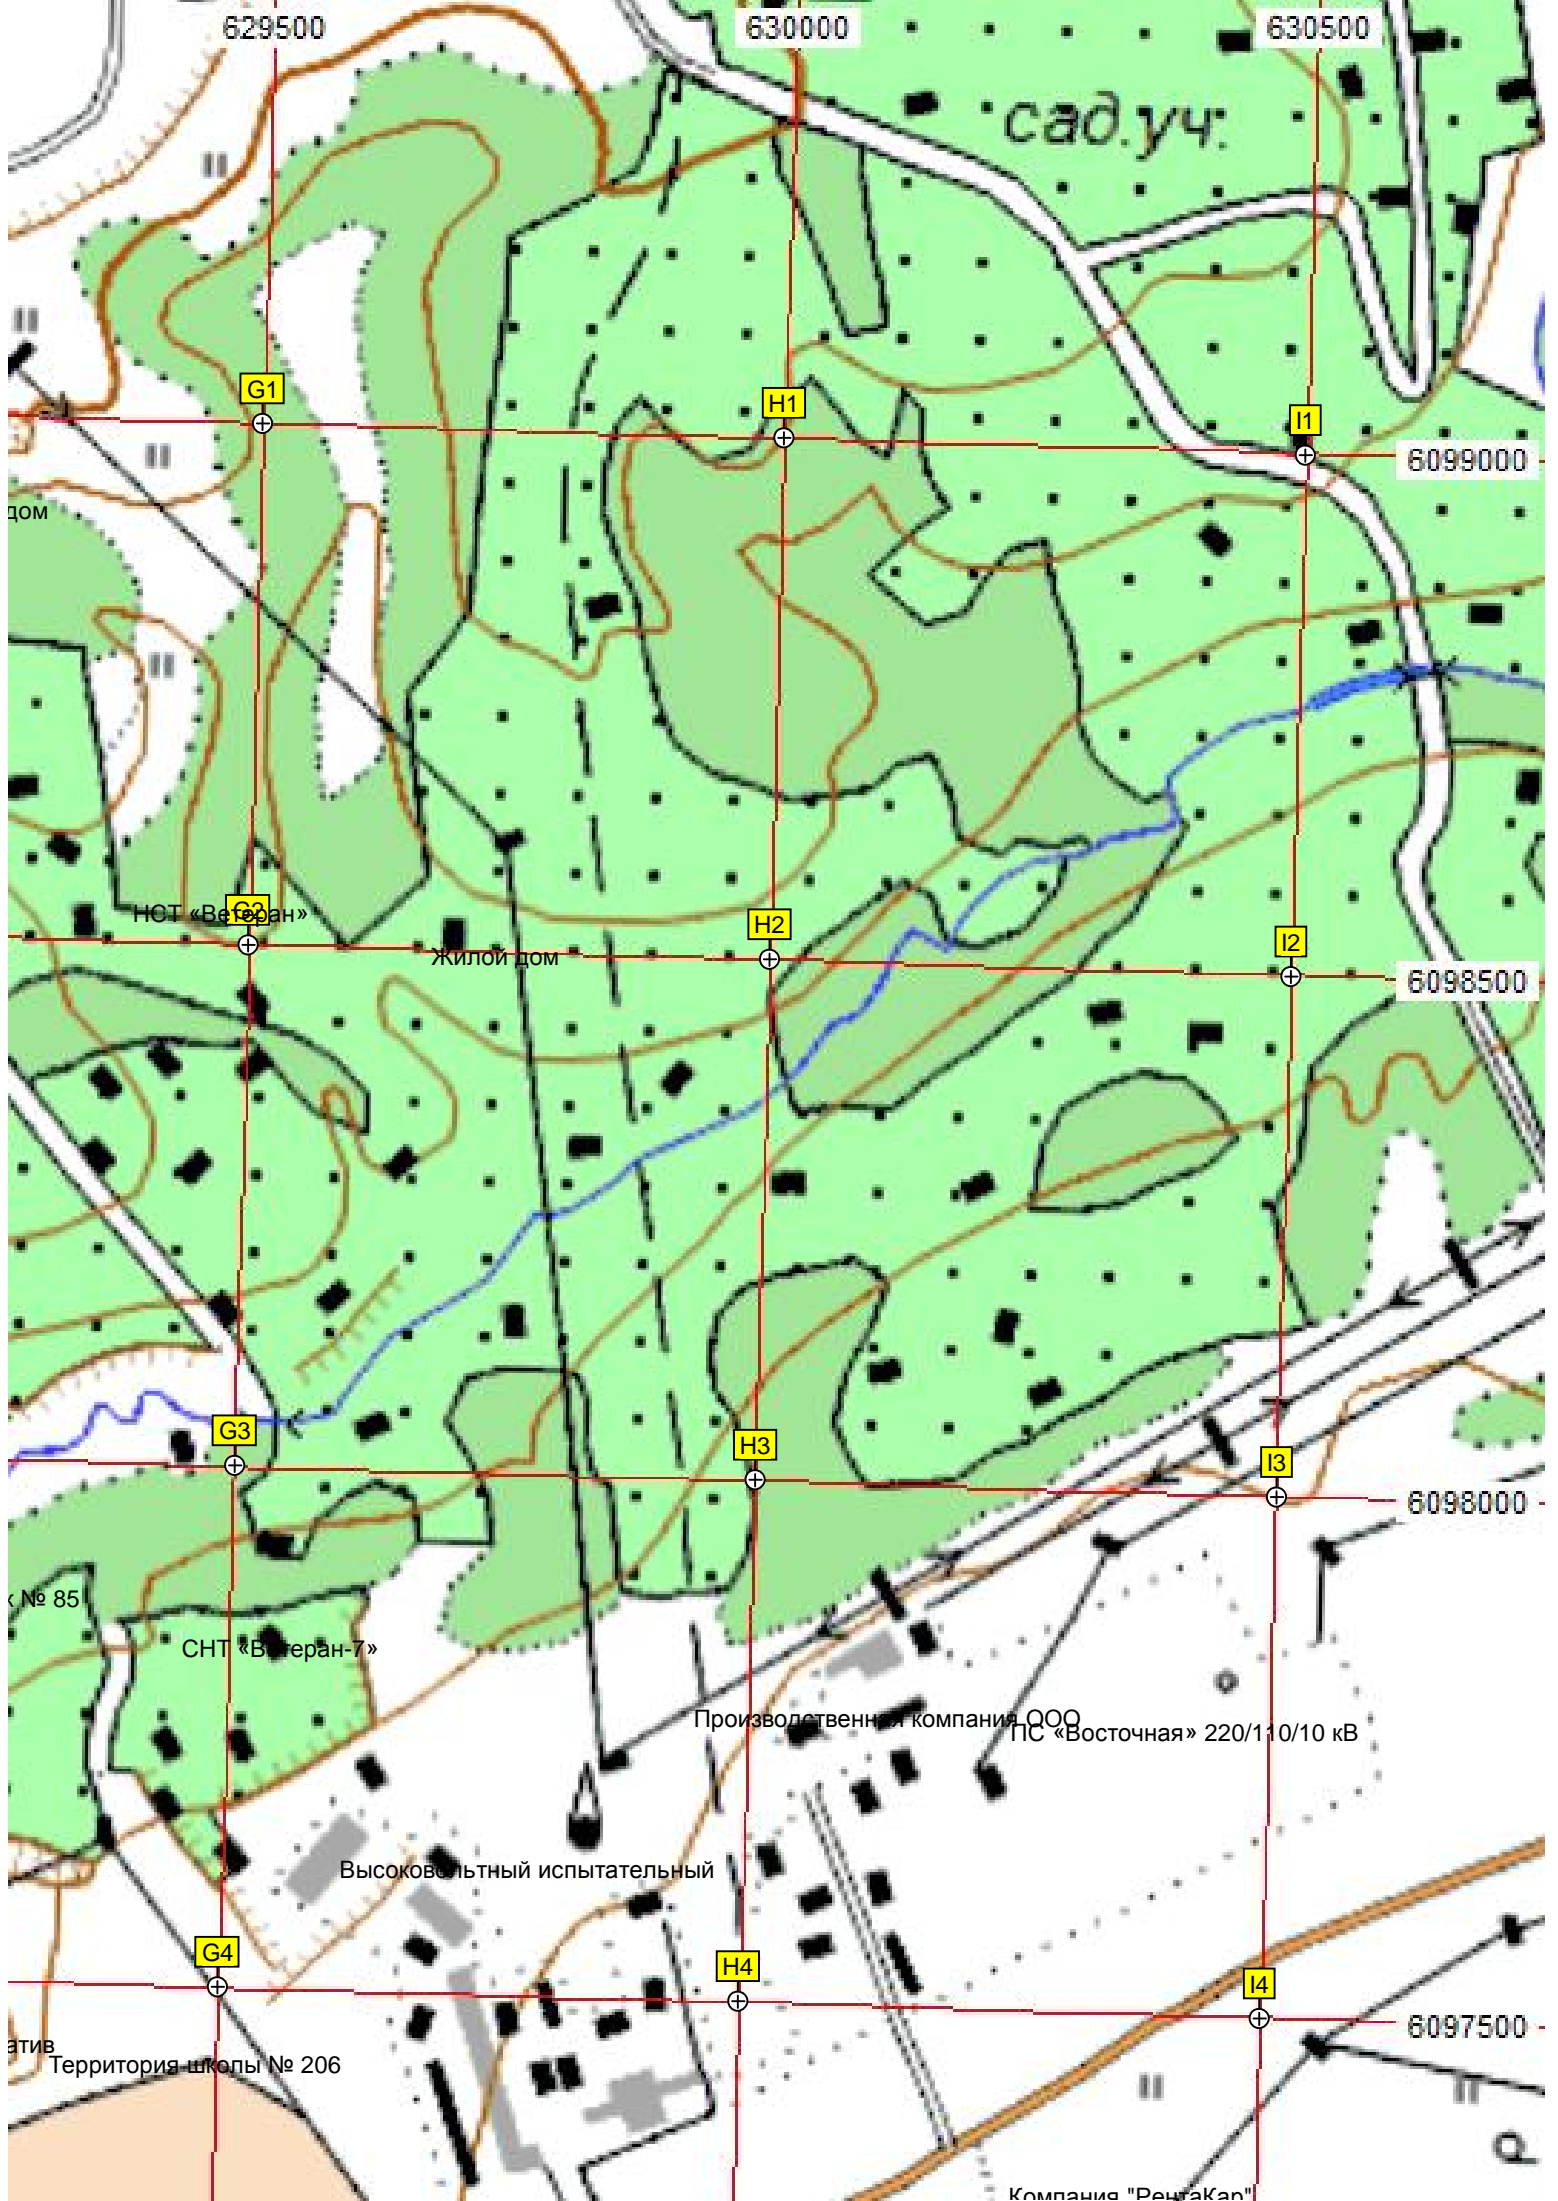 629500 630000 630500
сад.уч.
G1
H1
I1
6099000
дом
НСТ «Ветеран»
G2
H2
I2
Жилой дом
6098500
G3
H3
I3
6098000
№ 85
СНТ «Ветеран-7»
Производственная компания ООО
ПС «Восточная» 220/110/10 кВ
Высоковольтный испытательный
G4
H4
I4
6097500
атив
Территория школы № 206
р
Компания "РентаКар"